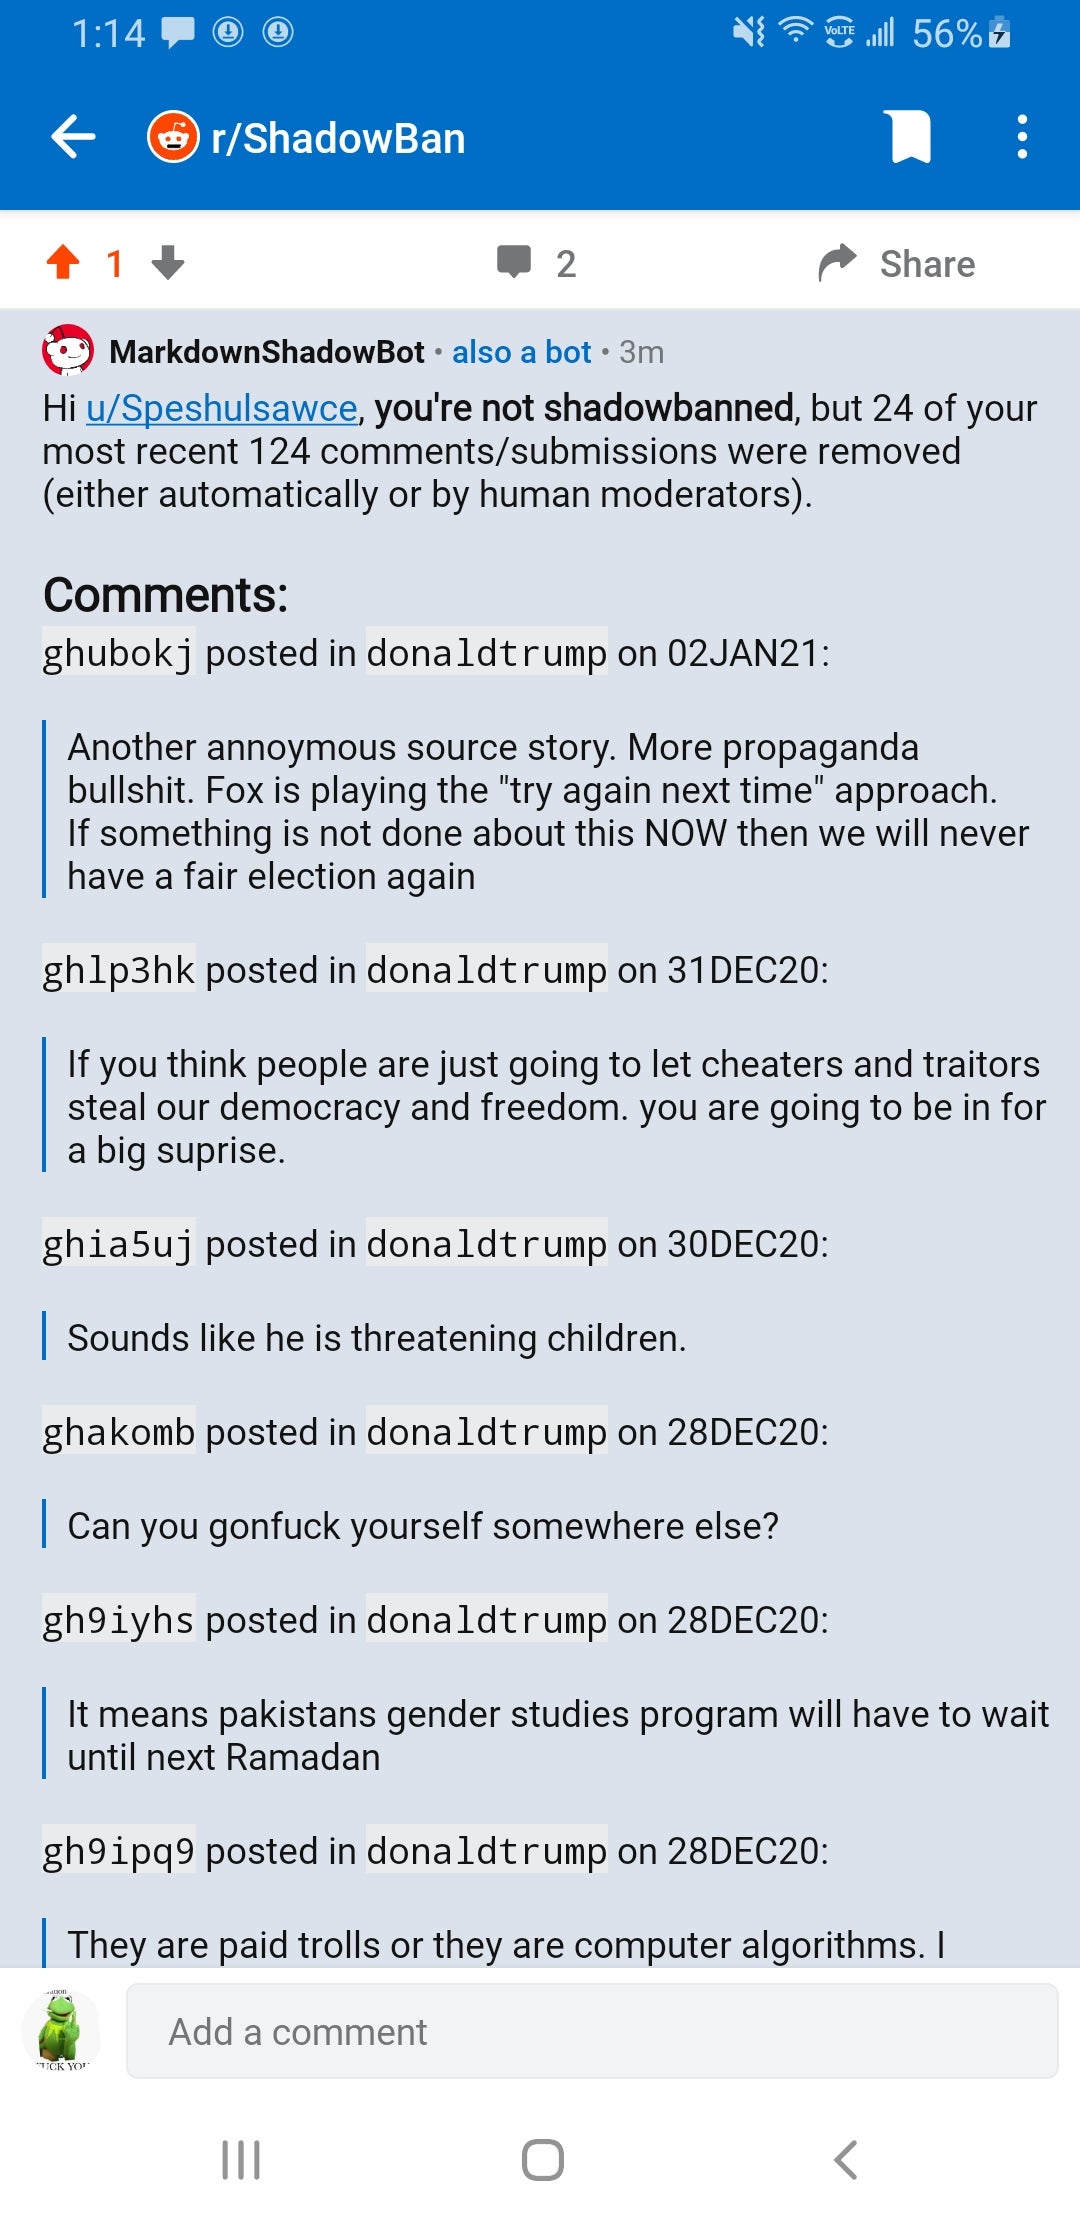 1:14 VoLTE 56%
r/ShadowBan
1 2 Share
MarkdownShadowBot • also a bot • 3m
Hi u/Speshulsawce, you're not shadowbanned, but 24 of your
most recent 124 comments/submissions were removed
(either automatically or by human moderators).
Comments:
ghubokj posted in donaldtrump on 02JAN21:
Another annoymous source story. More propaganda
bullshit. Fox is playing the "try again next time" approach.
If something is not done about this NOW then we will never
have a fair election again
ghlp3hk posted in donaldtrump on 31DEC20:
If you think people are just going to let cheaters and traitors
steal our democracy and freedom. you are going to be in for
a big suprise.
ghia5uj posted in donaldtrump on 30DEC20:
Sounds like he is threatening children.
ghakomb posted in donaldtrump on 28DEC20:
Can you gonfuck yourself somewhere else?
gh9iyhs posted in donaldtrump on 28DEC20:
It means pakistans gender studies program will have to wait
until next Ramadan
gh9ipq9 posted in donaldtrump on 28DEC20:
They are paid trolls or they are computer algorithms. I
Add a comment